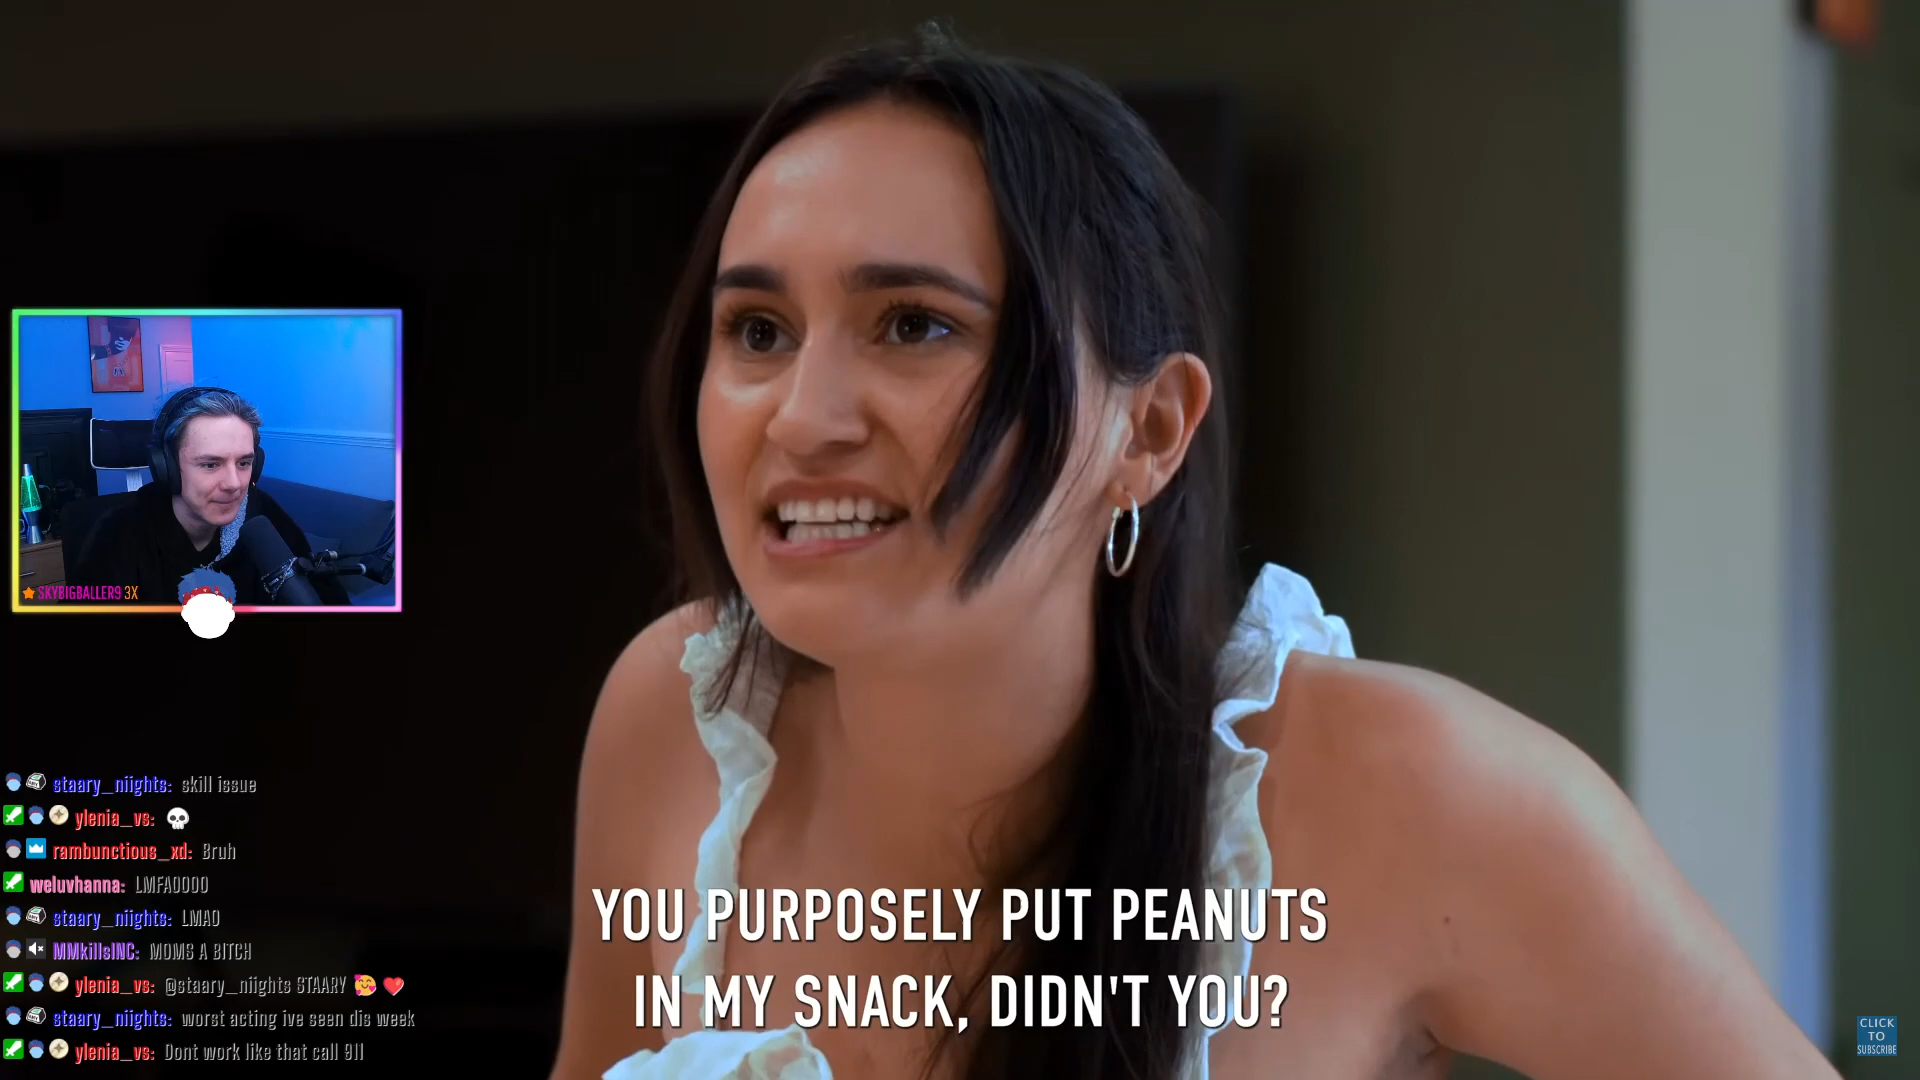 SKYBIGBALLER9 3X
staary_niights: skill issue
ylenia_vs: 💀
rambunctious_xd: Bruh
weluvhanna: LMFAOOOO
staary_niights: LMAO
MMkillsINC: MOMS A BITCH
ylenia_vs: @staary_niights STAARY 🥰 ❤️
staary_niights: worst acting ive seen dis week
ylenia_vs: Dont work like that call 911
YOU PURPOSELY PUT PEANUTS
IN MY SNACK, DIDN'T YOU?
CLICK
TO
SUBSCRIBE